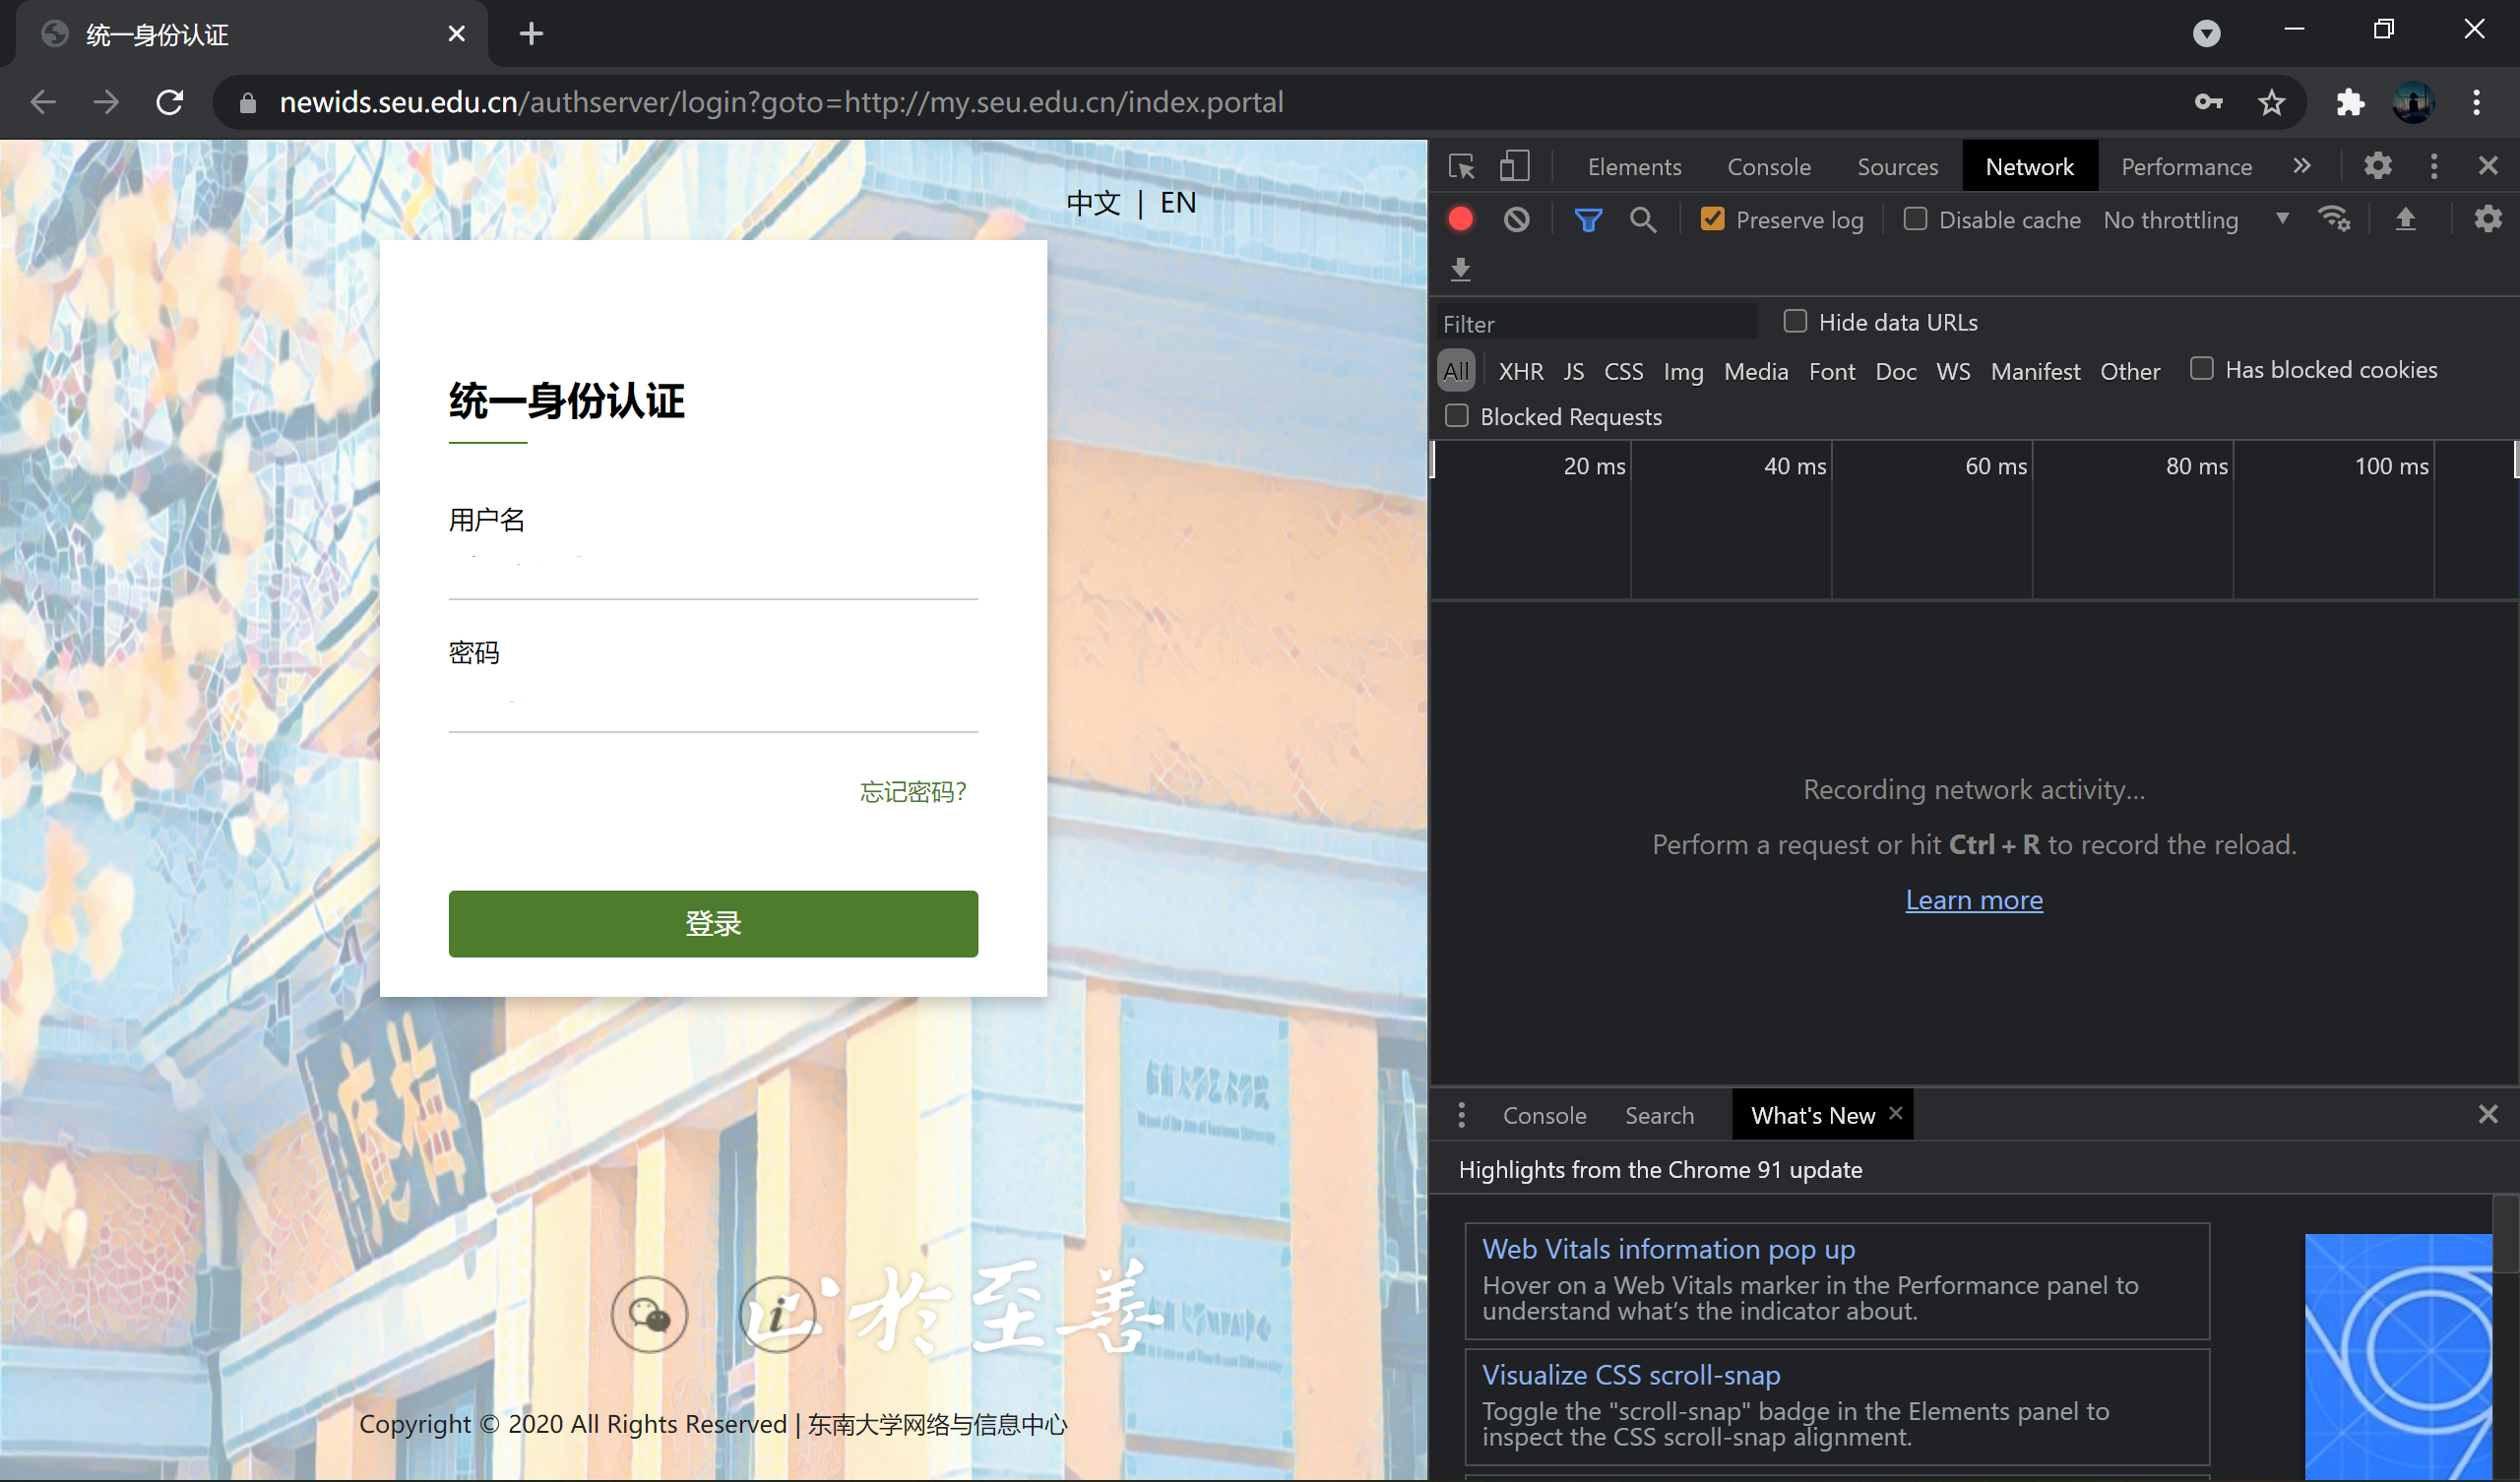 统一身份认证
newids.seu.edu.cn/authserver/login?goto=http://my.seu.edu.cn/index.portal
中文 | EN
统一身份认证
用户名
密码
忘记密码?
登录
止於至善
Copyright © 2020 All Rights Reserved | 东南大学网络与信息中心
Elements Console Sources Network Performance
Preserve log Disable cache No throttling
Filter Hide data URLs
All XHR JS CSS Img Media Font Doc WS Manifest Other Has blocked cookies
Blocked Requests
20 ms 40 ms 60 ms 80 ms 100 ms
Recording network activity...
Perform a request or hit Ctrl + R to record the reload.
Learn more
Console Search What's New
Highlights from the Chrome 91 update
Web Vitals information pop up
Hover on a Web Vitals marker in the Performance panel to
understand what's the indicator about.
Visualize CSS scroll-snap
Toggle the "scroll-snap" badge in the Elements panel to
inspect the CSS scroll-snap alignment.